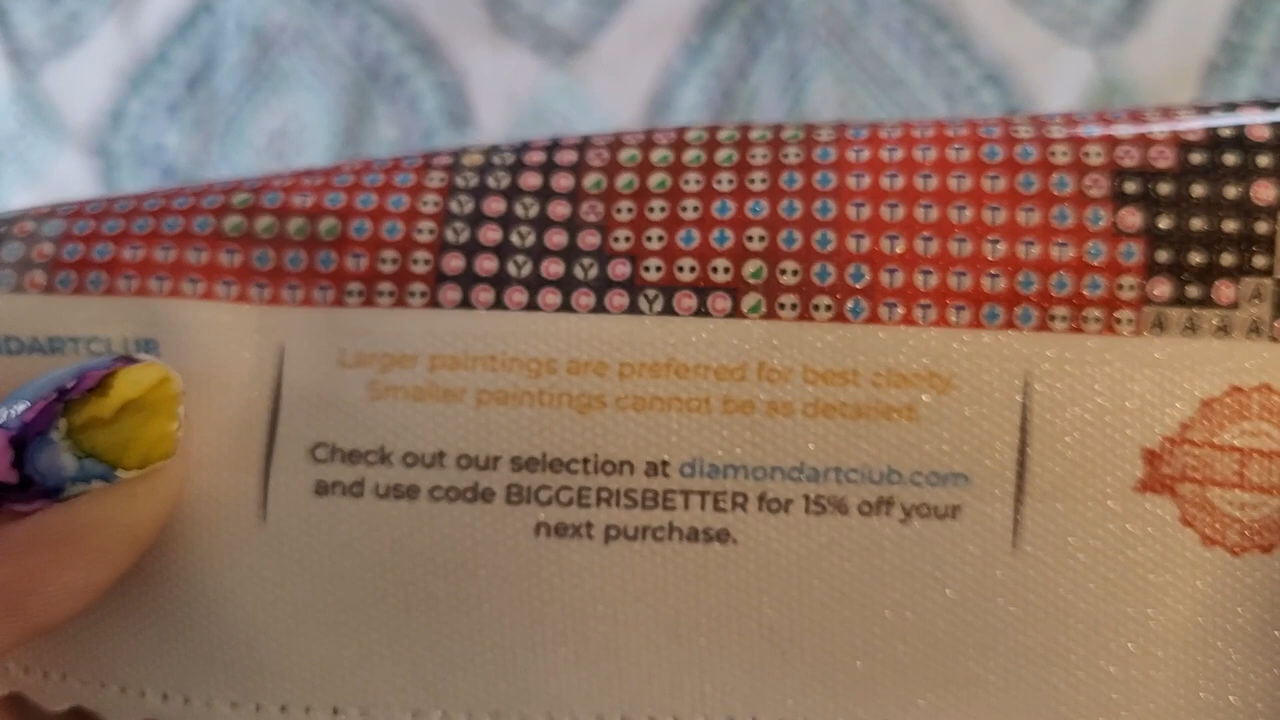 NDARTCLUB
Larger paintings are preferred for best clarity.
Smaller paintings cannot be as detailed.
Check out our selection at diamondartclub.com
and use code BIGGERISBETTER for 15% off your
next purchase.